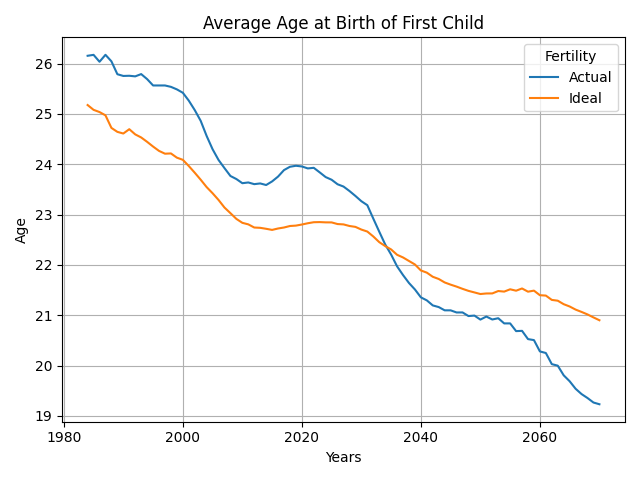 Average Age at Birth of First Child
Fertility
Actual
Ideal
Age
26
25
24
23
22
21
20
19
1980
2000
2020
2040
2060
Years